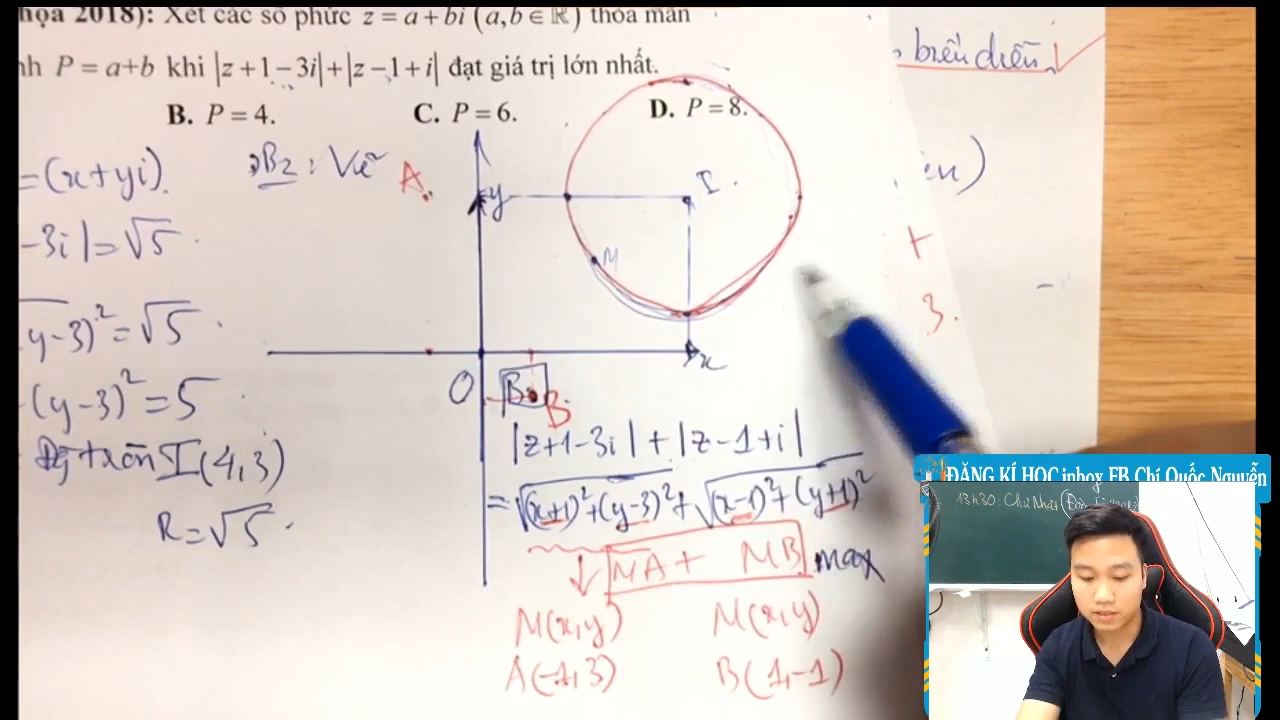 họa 2018): Xét các số phức z = a + bi (a, b ∈ ℝ) thỏa mãn
nh P = a + b khi |z + 1 − 3i| + |z − 1 + i| đạt giá trị lớn nhất.
B. P = 4. C. P = 6. D. P = 8.
biểu diễn
= (x + yi).
B2 : Vẽ
A
y
I
−3i| = √5
M
(y−3)² = √5
3.
x
(y−3)² = 5
O
B
B
|z+1−3i| + |z−1+i|
tròn I(4,3)
= √(x+1)²+(y−3)² + √(x−1)²+(y+1)²
R = √5
MA + MB max
M(x,y) M(x,y)
A(−1,3) B(1,−1)
ĐĂNG KÍ HỌC inbox FB Chí Quốc Nguyễn
Chủ Nhật